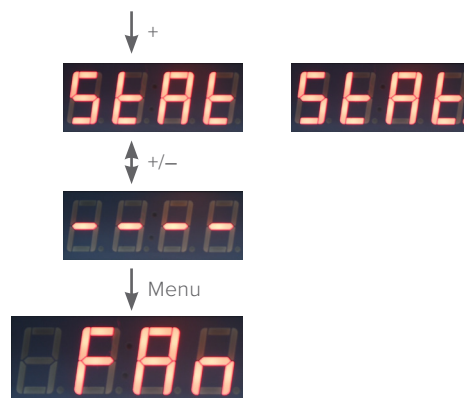 +
StAt StAt.
+/–
----
Menu
FAn